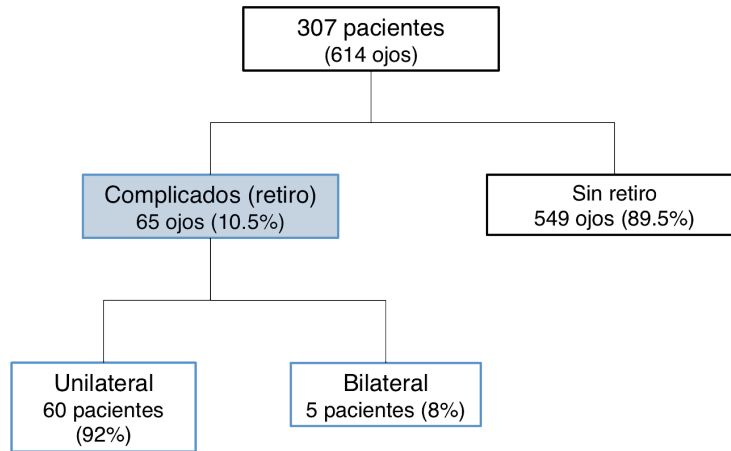 307 pacientes
(614 ojos)
Complicados (retiro)
65 ojos (10.5%)
Sin retiro
549 ojos (89.5%)
Unilateral
60 pacientes
(92%)
Bilateral
5 pacientes (8%)